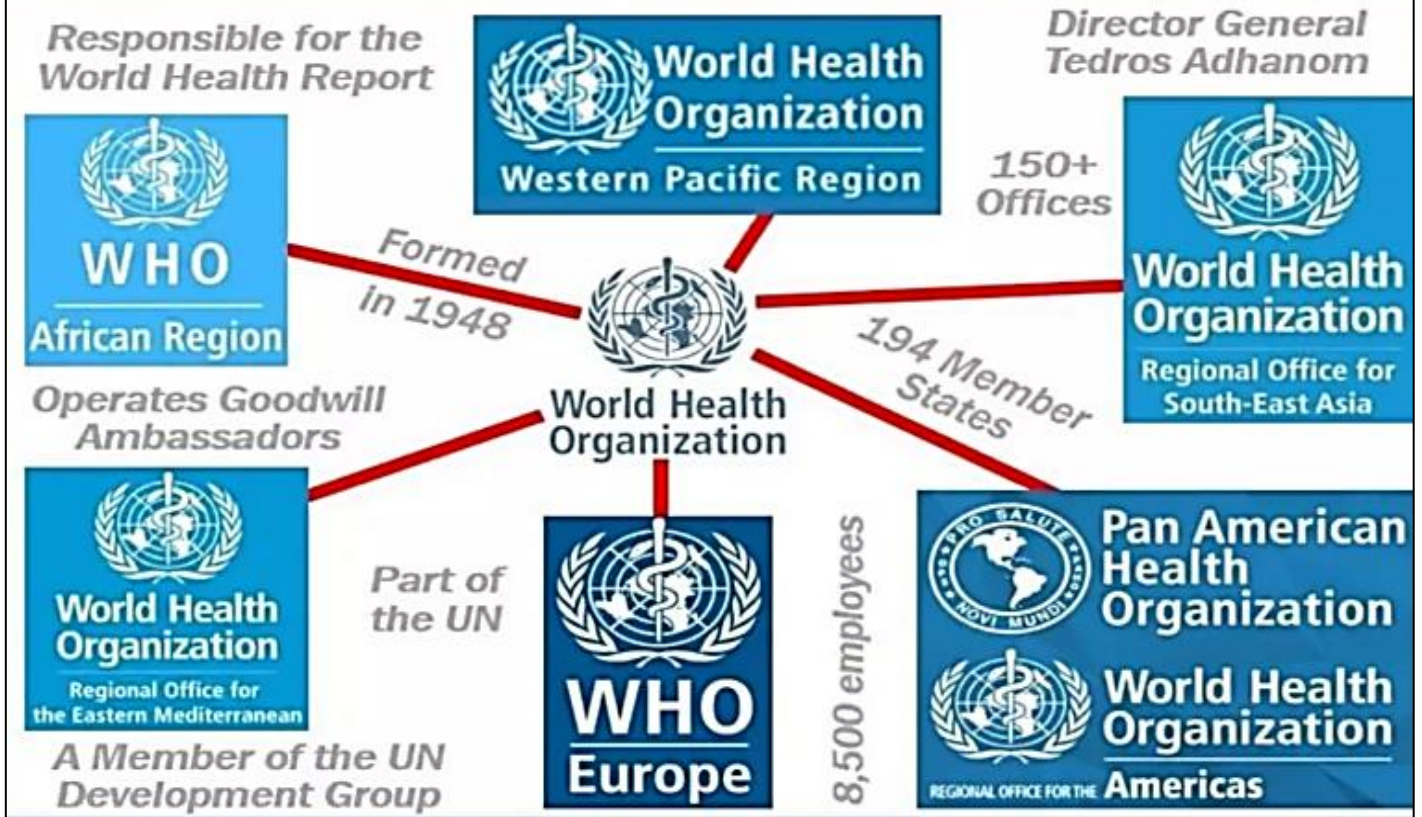 Responsible for the
World Health Report
World Health
Organization
Western Pacific Region
Director General
Tedros Adhanom
150+
Offices
WHO
African Region
Formed
in 1948
World Health
Organization
194 Member
States
World Health
Organization
Regional Office for
South-East Asia
Operates Goodwill
Ambassadors
World Health
Organization
Regional Office for
the Eastern Mediterranean
Part of
the UN
WHO
Europe
8,500 employees
PRO SALUTE
NOVI MUNDI
Pan American
Health
Organization
World Health
Organization
REGIONAL OFFICE FOR THE Americas
A Member of the UN
Development Group